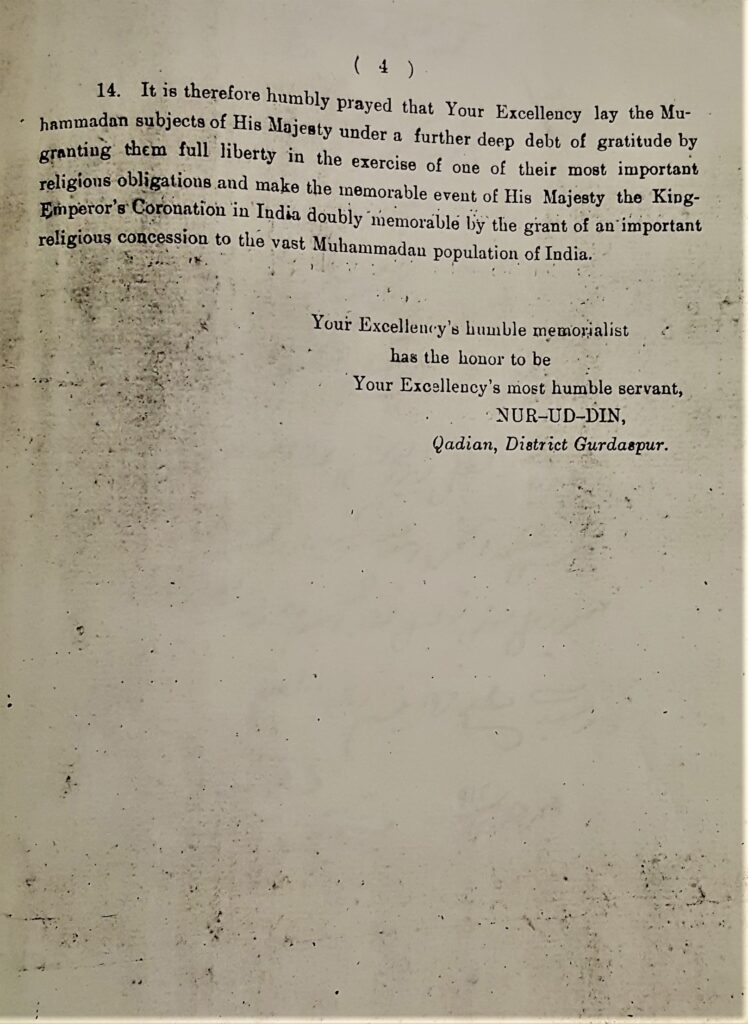 ( 4 )
14. It is therefore humbly prayed that Your Excellency lay the Mu-
hammadan subjects of His Majesty under a further deep debt of gratitude by
granting them full liberty in the exercise of one of their most important
religious obligations and make the memorable event of His Majesty the King-
Emperor's Coronation in India doubly memorable by the grant of an important
religious concession to the vast Muhammadan population of India.
Your Excellency's humble memorialist
has the honor to be
Your Excellency's most humble servant,
NUR-UD-DIN,
Qadian, District Gurdaspur.